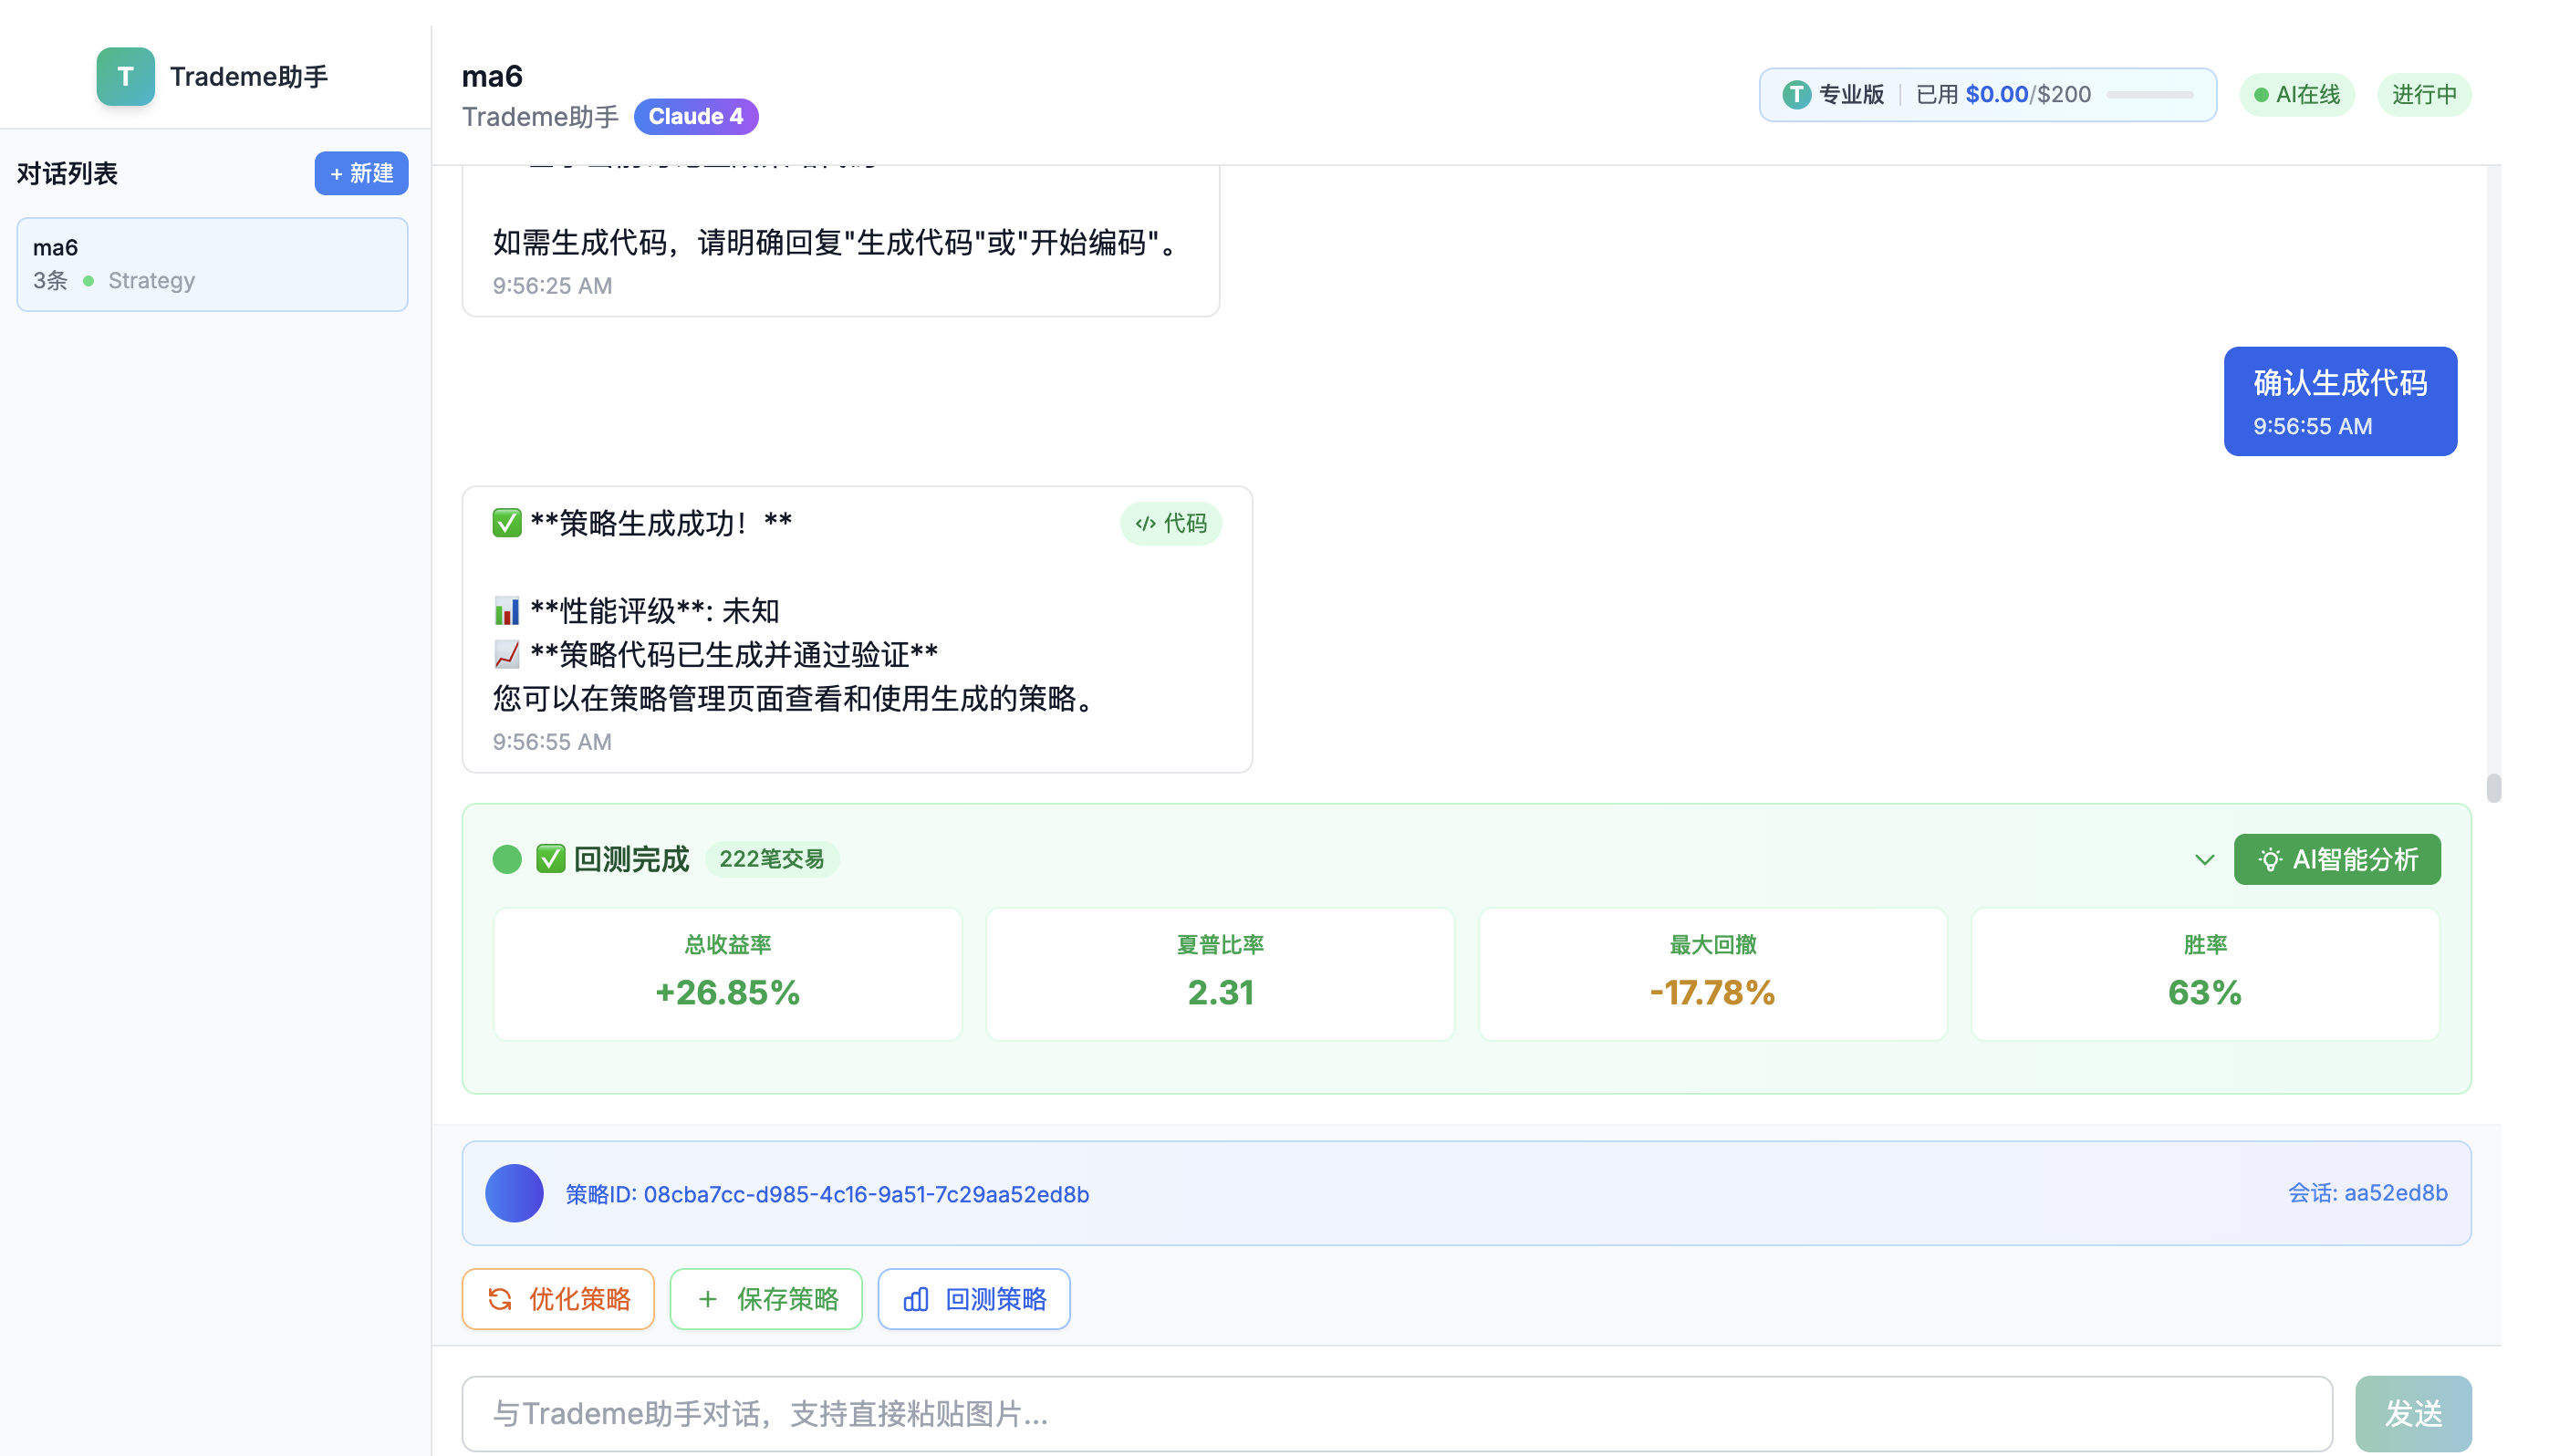 T Trademe助手
对话列表
+ 新建
ma6
3条 Strategy
ma6
Trademe助手 Claude 4
T 专业版 已用 $0.00/$200
AI在线
进行中
如需生成代码，请明确回复"生成代码"或"开始编码"。
9:56:25 AM
确认生成代码
9:56:55 AM
✅ **策略生成成功！**
</> 代码
📊 **性能评级**: 未知
📈 **策略代码已生成并通过验证**
您可以在策略管理页面查看和使用生成的策略。
9:56:55 AM
✅ 回测完成 222笔交易
AI智能分析
总收益率
+26.85%
夏普比率
2.31
最大回撤
-17.78%
胜率
63%
策略ID: 08cba7cc-d985-4c16-9a51-7c29aa52ed8b
会话: aa52ed8b
优化策略
+ 保存策略
回测策略
与Trademe助手对话，支持直接粘贴图片...
发送